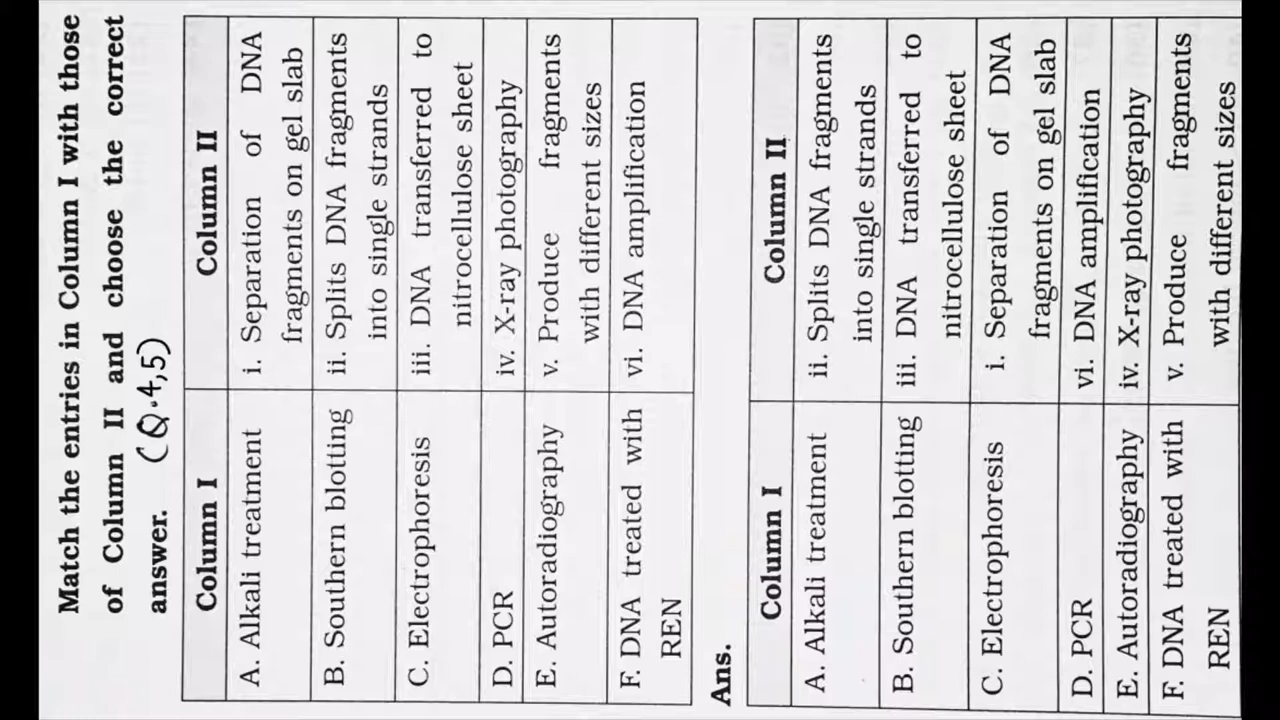 Match the entries in Column I with those
of Column II and choose the correct
answer. (Q.4,5)
Column I Column II
A. Alkali treatment i. Separation of DNA
fragments on gel slab
B. Southern blotting ii. Splits DNA fragments
into single strands
C. Electrophoresis iii. DNA transferred to
nitrocellulose sheet
D. PCR iv. X-ray photography
E. Autoradiography v. Produce fragments
with different sizes
F. DNA treated with vi. DNA amplification
REN
Ans.
Column I Column II
A. Alkali treatment ii. Splits DNA fragments
into single strands
B. Southern blotting iii. DNA transferred to
nitrocellulose sheet
C. Electrophoresis i. Separation of DNA
fragments on gel slab
D. PCR vi. DNA amplification
E. Autoradiography iv. X-ray photography
F. DNA treated with v. Produce fragments
REN with different sizes